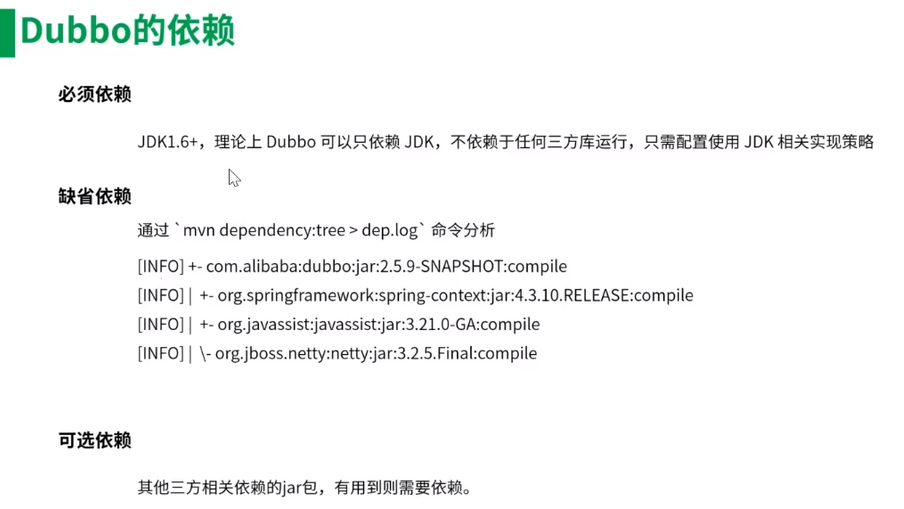 Dubbo的依赖
必须依赖
JDK1.6+，理论上 Dubbo 可以只依赖 JDK，不依赖于任何三方库运行，只需配置使用 JDK 相关实现策略
缺省依赖
通过 `mvn dependency:tree > dep.log` 命令分析
[INFO] +- com.alibaba:dubbo:jar:2.5.9-SNAPSHOT:compile
[INFO] |  +- org.springframework:spring-context:jar:4.3.10.RELEASE:compile
[INFO] |  +- org.javassist:javassist:jar:3.21.0-GA:compile
[INFO] |  \- org.jboss.netty:netty:jar:3.2.5.Final:compile
可选依赖
其他三方相关依赖的jar包，有用到则需要依赖。